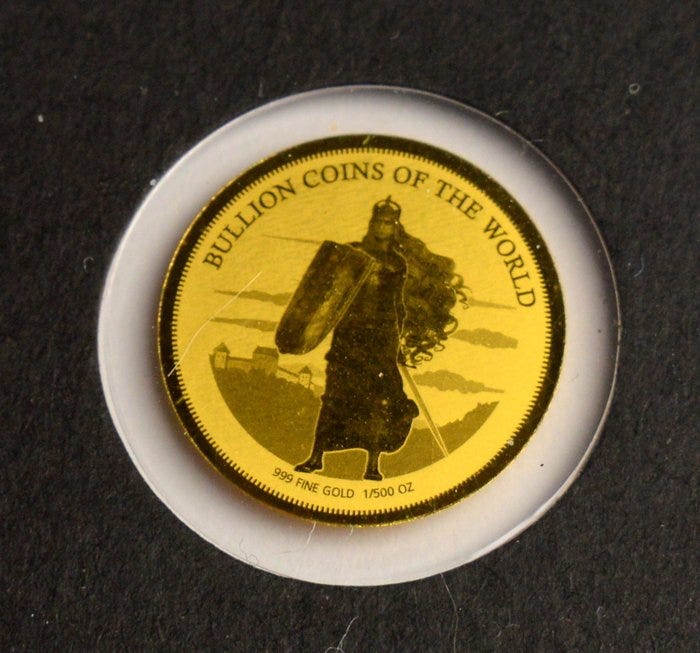 BULLION COINS OF THE WORLD
.999 FINE GOLD 1/500 OZ